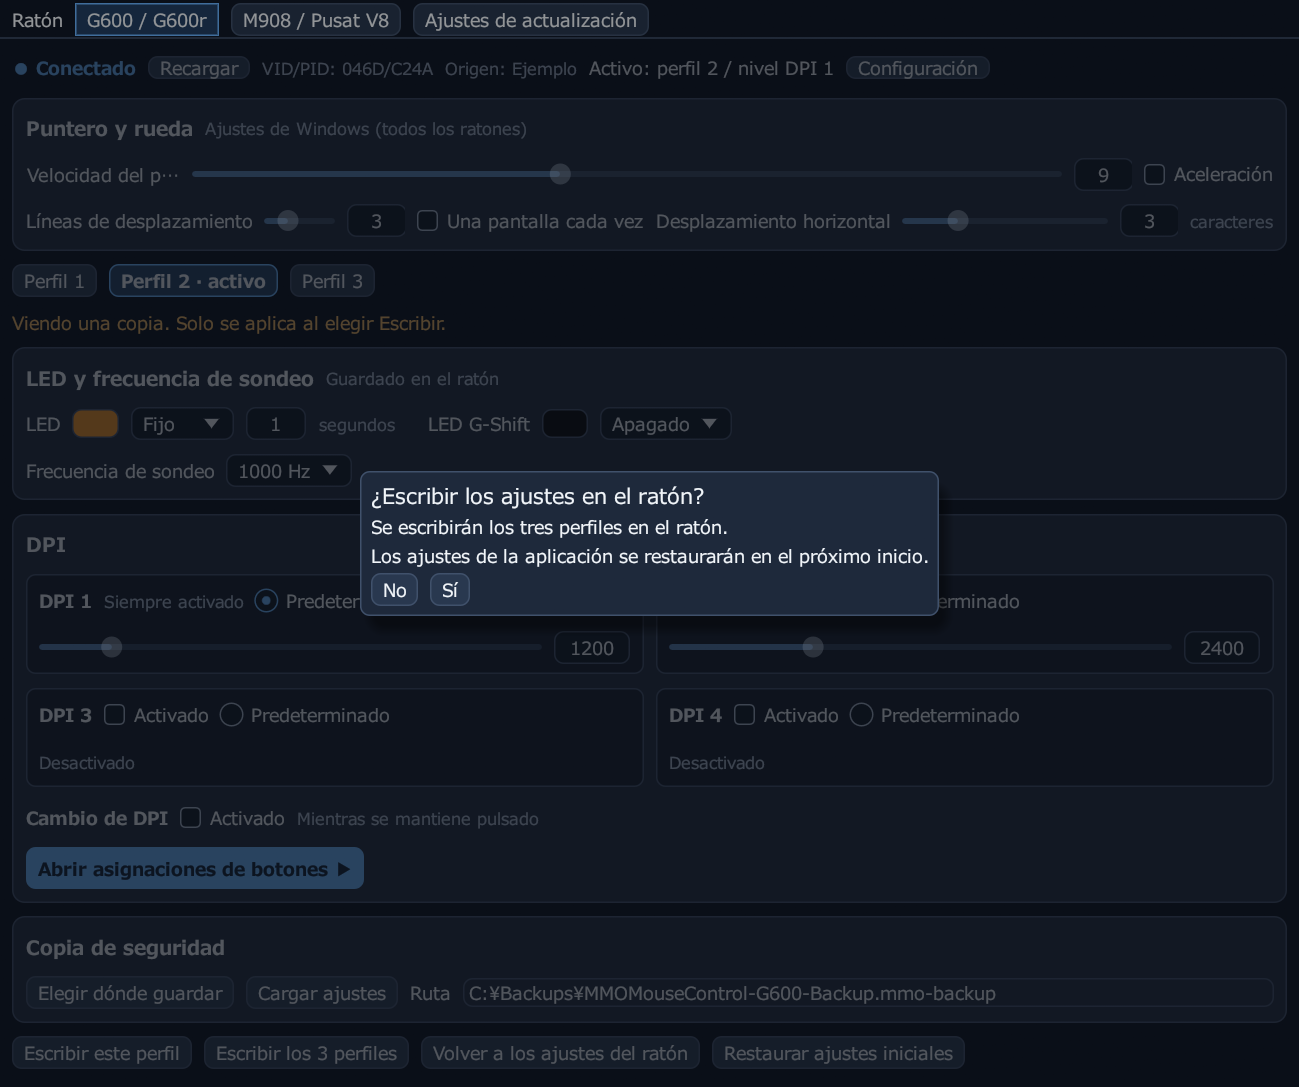 Ratón G600 / G600r M908 / Pusat V8 Ajustes de actualización
Conectado Recargar VID/PID: 046D/C24A Origen: Ejemplo Activo: perfil 2 / nivel DPI 1 Configuración
Puntero y rueda Ajustes de Windows (todos los ratones)
Velocidad del p··· 9 Aceleración
Líneas de desplazamiento 3 Una pantalla cada vez Desplazamiento horizontal 3 caracteres
Perfil 1 Perfil 2 · activo Perfil 3
Viendo una copia. Solo se aplica al elegir Escribir.
LED y frecuencia de sondeo Guardado en el ratón
LED Fijo 1 segundos LED G-Shift Apagado
Frecuencia de sondeo 1000 Hz
¿Escribir los ajustes en el ratón?
Se escribirán los tres perfiles en el ratón.
Los ajustes de la aplicación se restaurarán en el próximo inicio.
No Sí
DPI
DPI 1 Siempre activado Predeter erminado
1200 2400
DPI 3 Activado Predeterminado DPI 4 Activado Predeterminado
Desactivado Desactivado
Cambio de DPI Activado Mientras se mantiene pulsado
Abrir asignaciones de botones ▶
Copia de seguridad
Elegir dónde guardar Cargar ajustes Ruta C:¥Backups¥MMOMouseControl-G600-Backup.mmo-backup
Escribir este perfil Escribir los 3 perfiles Volver a los ajustes del ratón Restaurar ajustes iniciales